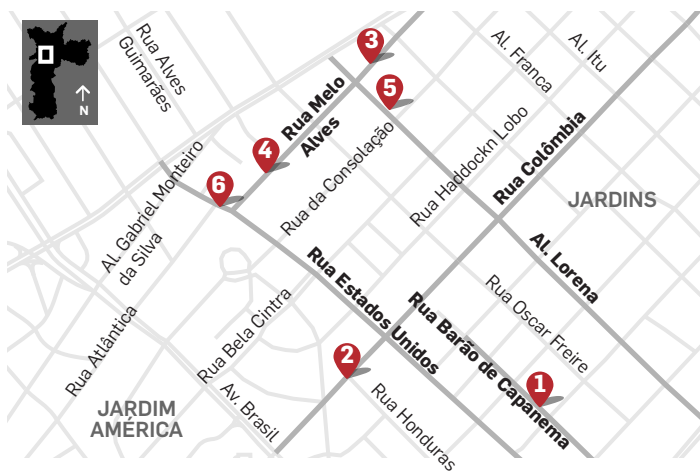 N
Rua Alves
Guimarães
3
5
Al. Franca
Al. Itu
Rua Melo
Alves
4
6
Rua da Consolação
Rua Haddockn Lobo
Rua Colômbia
JARDINS
Al. Gabriel Monteiro
da Silva
Al. Lorena
Rua Estados Unidos
Rua Barão de Capanema
Rua Oscar Freire
Rua Bela Cintra
Rua Atlântica
2
1
Av. Brasil
Rua Honduras
JARDIM
AMÉRICA